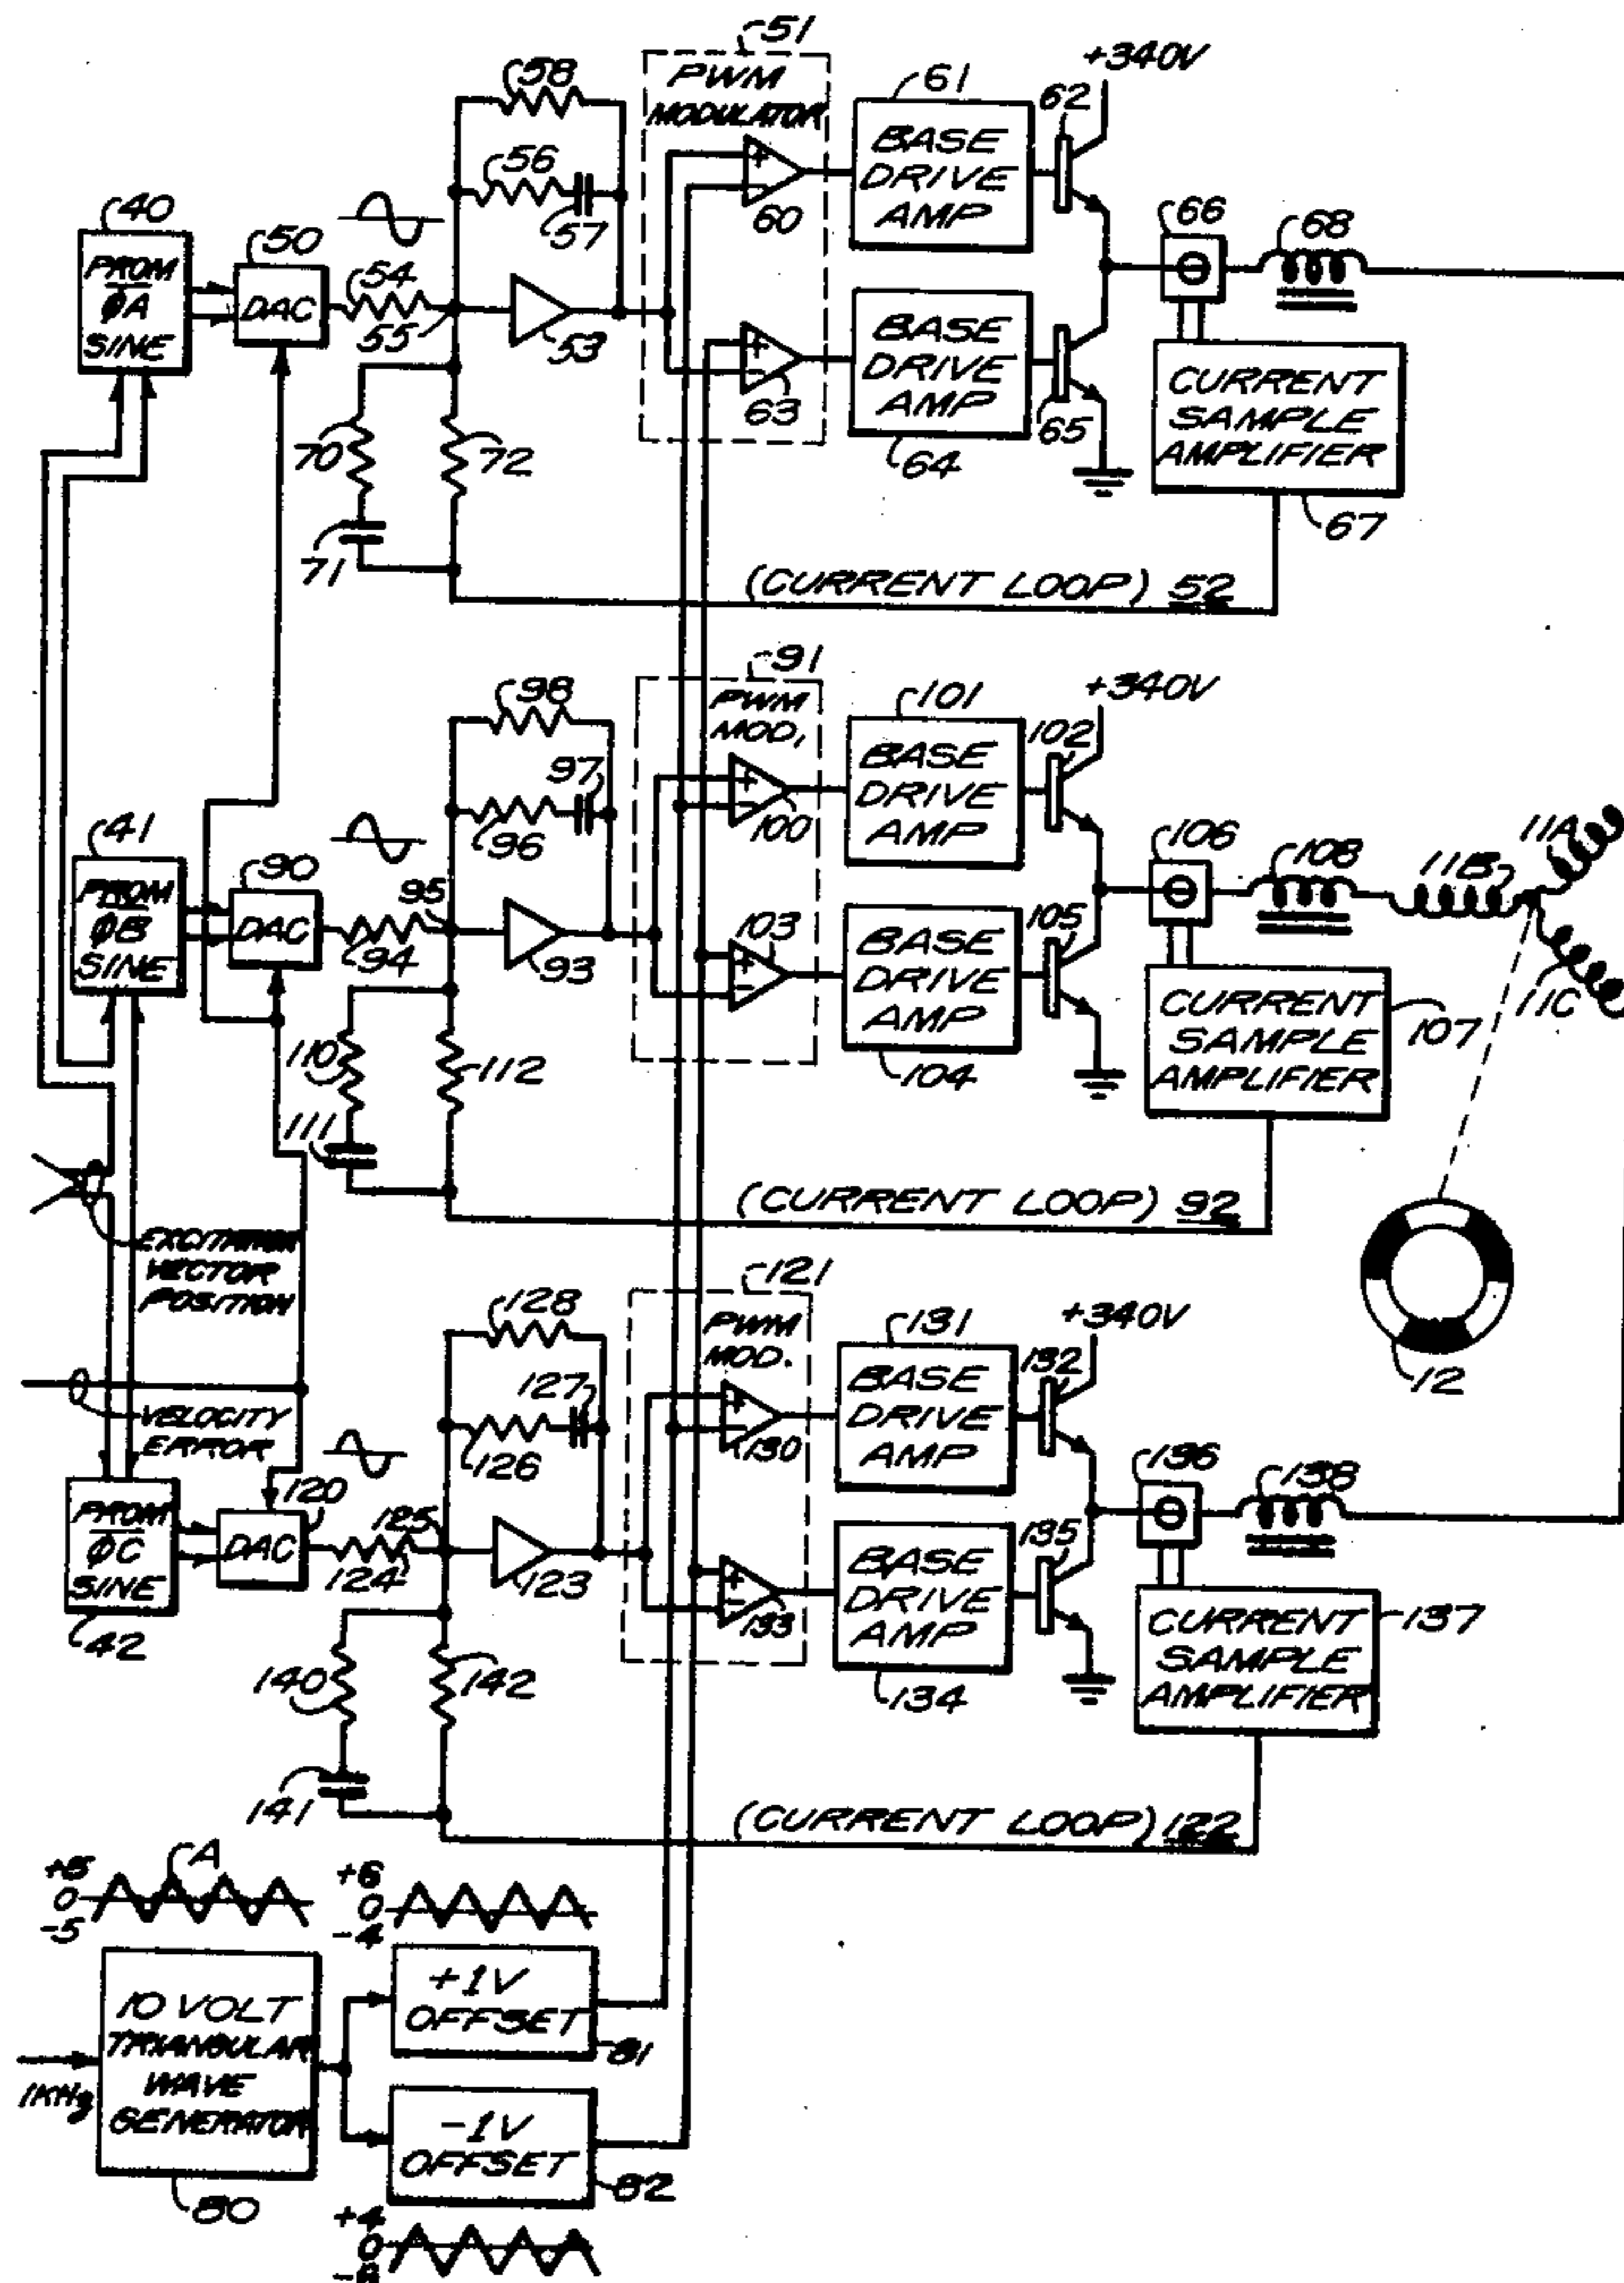 51
58
PWM
MODULATOR
61
+340V
62
56
57
60
BASE
DRIVE
AMP
40
50
66
68
PROM
ØA
SINE
DAC
54
55
53
63
BASE
DRIVE
AMP
65
64
CURRENT
SAMPLE
AMPLIFIER
67
70
72
71
(CURRENT LOOP) 52
91
98
PWM
MOD,
101
+340V
102
97
96
100
BASE
DRIVE
AMP
41
90
95
106
108
11B
11A
11C
PROM
ØB
SINE
DAC
94
93
103
BASE
DRIVE
AMP
105
104
CURRENT
SAMPLE
AMPLIFIER
107
110
112
111
(CURRENT LOOP) 92
EXCITATION
VECTOR
POSITION
121
128
PWM
MOD.
131
+340V
132
12
127
126
130
BASE
DRIVE
AMP
VELOCITY
ERROR
120
125
136
138
PROM
ØC
SINE
DAC
124
123
133
BASE
DRIVE
AMP
135
134
42
CURRENT
SAMPLE
AMPLIFIER
137
140
142
141
(CURRENT LOOP) 122
+5
0
-5
A
+6
0
-4
10 VOLT
TRIANGULAR
WAVE
GENERATOR
1KHz
80
+1V
OFFSET
81
-1V
OFFSET
82
+4
0
-6